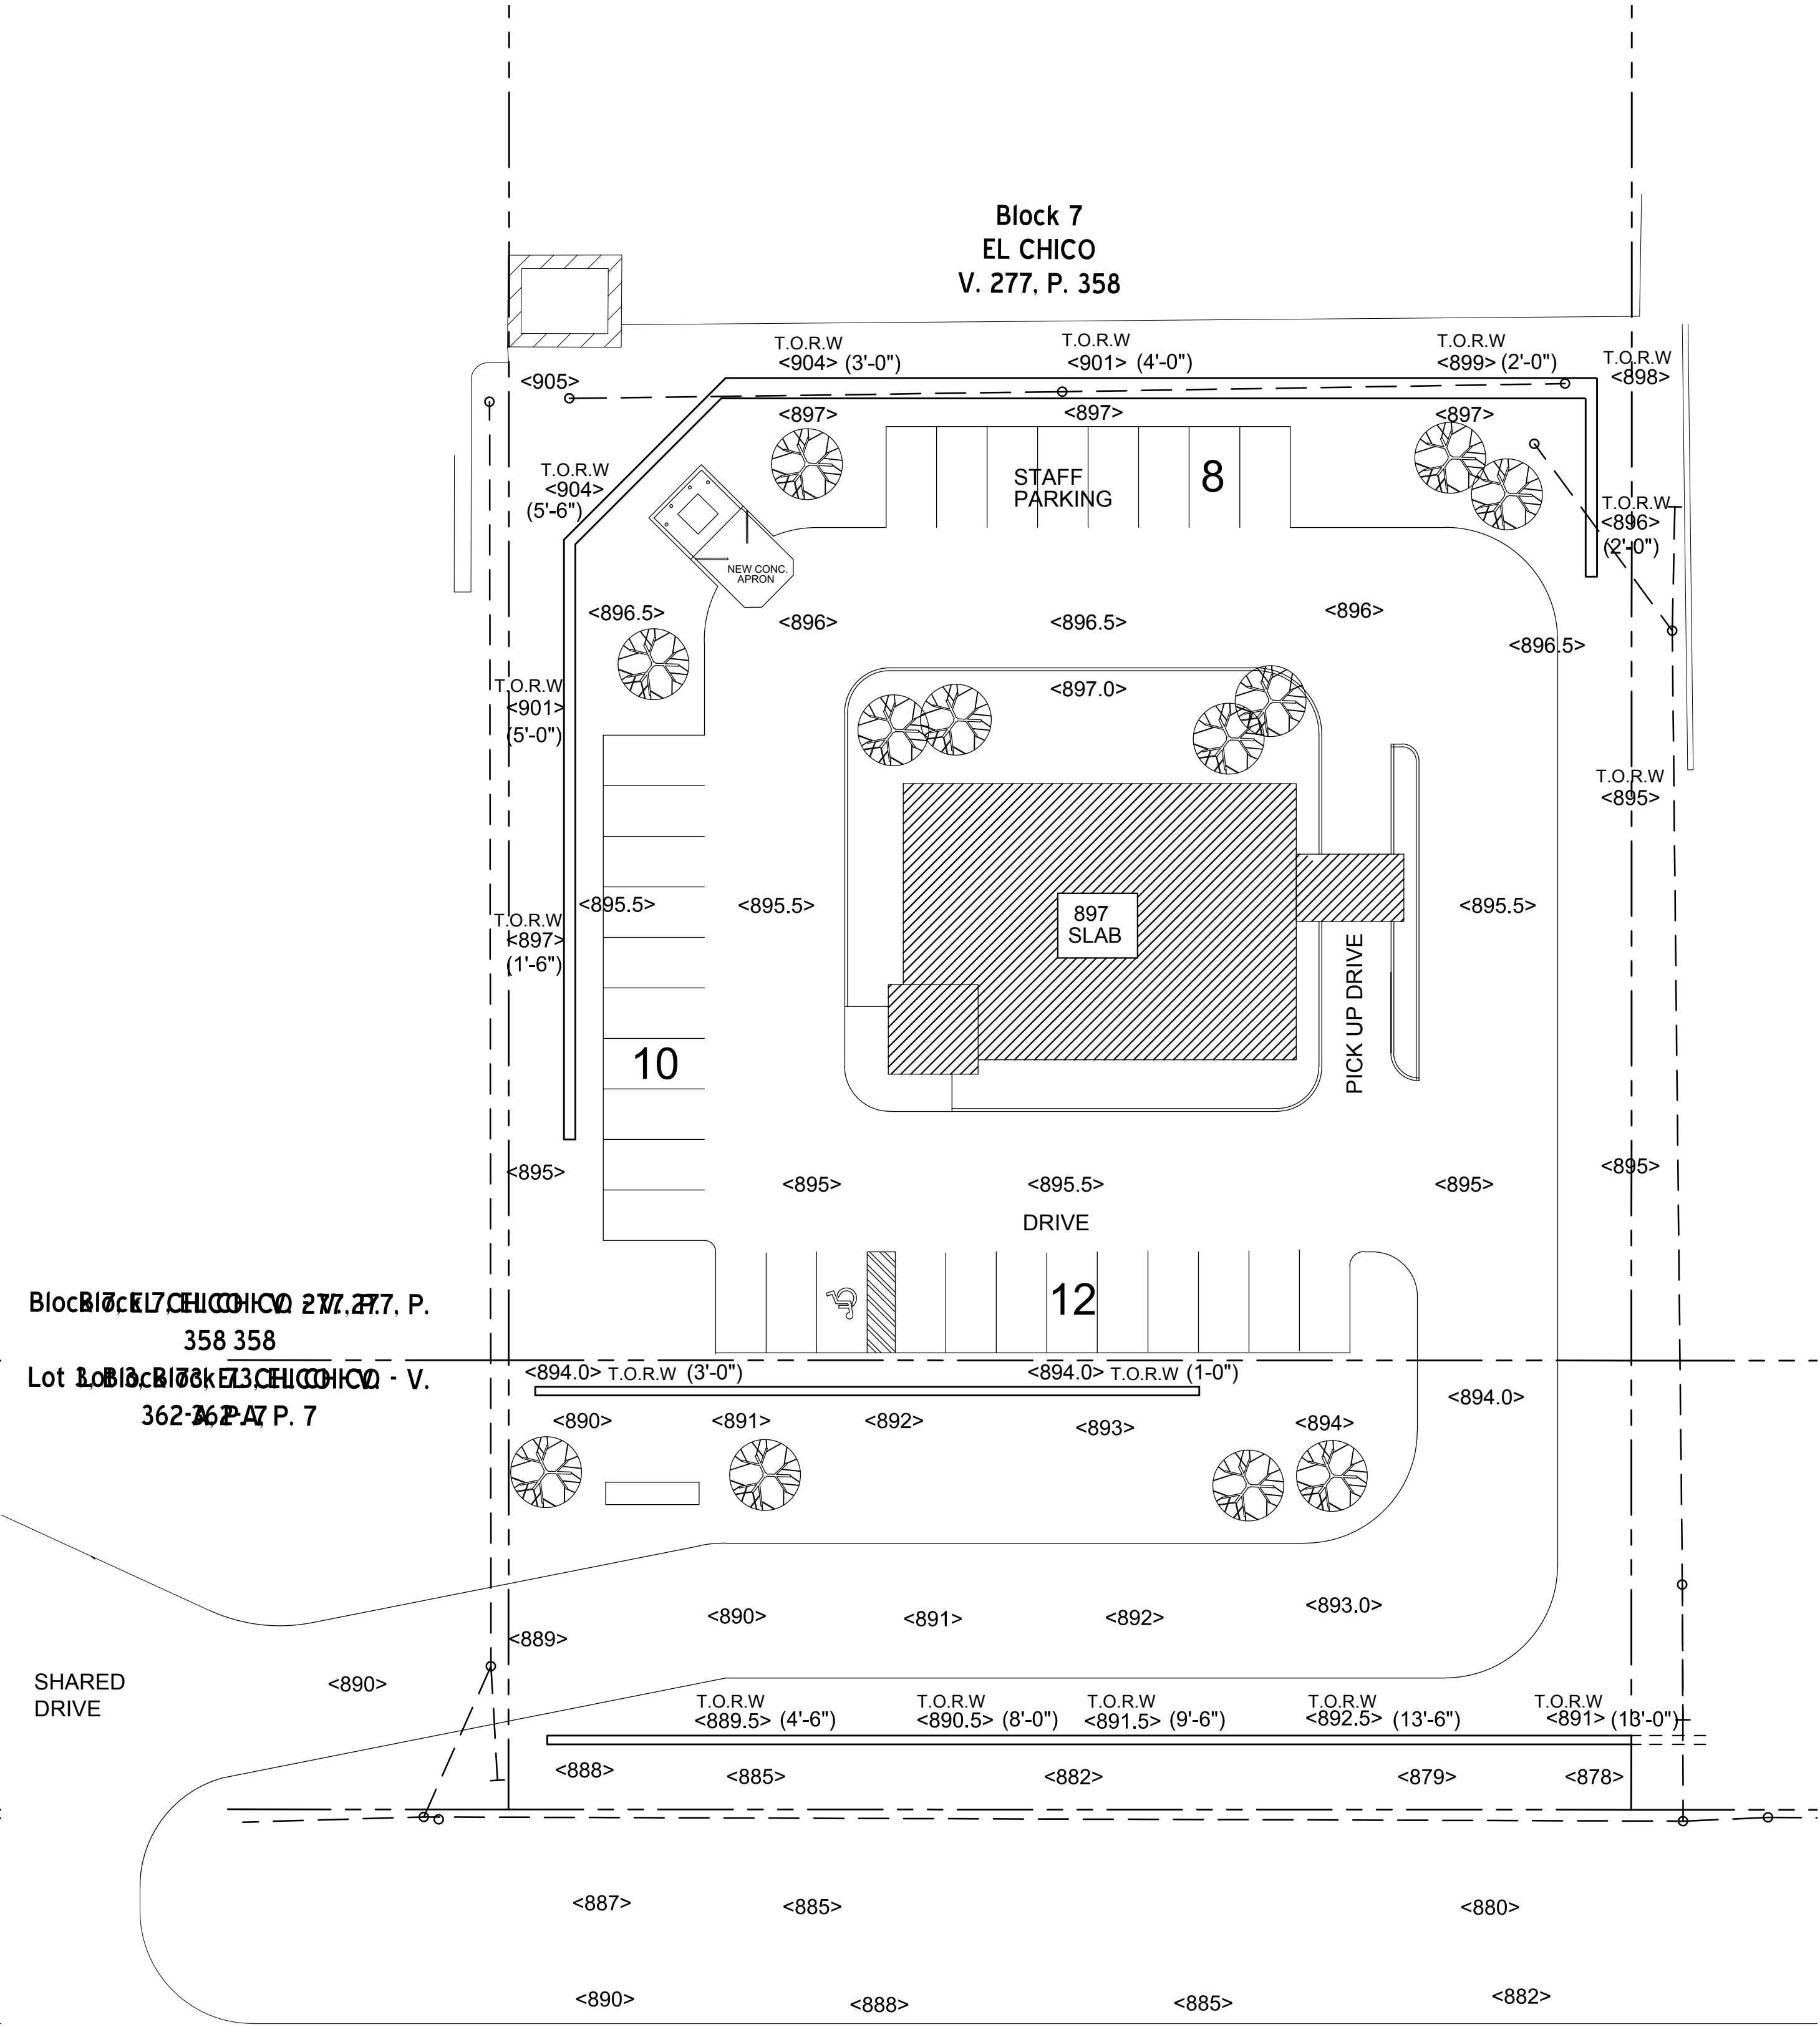 Block 7
EL CHICO
V. 277, P. 358
T.O.R.W
<904> (3'-0")
T.O.R.W
<901> (4'-0")
T.O.R.W
<899> (2'-0")
T.O.R.W
<898>
<905>
<897>
<897>
<897>
T.O.R.W
<904>
(5'-6")
STAFF
PARKING
8
T.O.R.W
<896>
(2'-0")
NEW CONC.
APRON
<896.5>
<896>
<896.5>
<896>
<896.5>
T.O.R.W
<901>
(5'-0")
<897.0>
T.O.R.W
<895>
<895.5>
<895.5>
897
SLAB
<895.5>
T.O.R.W
<897>
(1'-6")
PICK UP DRIVE
10
<895>
<895>
<895.5>
<895>
<895>
DRIVE
12
358 358
<894.0> T.O.R.W (3'-0")
<894.0> T.O.R.W (1'-0")
<894.0>
P. 7
<890>
<891>
<892>
<893>
<894>
<890>
<891>
<892>
<893.0>
<889>
SHARED
DRIVE
<890>
T.O.R.W
<889.5> (4'-6")
T.O.R.W
<890.5> (8'-0")
T.O.R.W
<891.5> (9'-6")
T.O.R.W
<892.5> (13'-6")
T.O.R.W
<891> (13'-0")
<888>
<885>
<882>
<879>
<878>
<887>
<885>
<880>
<890>
<888>
<885>
<882>